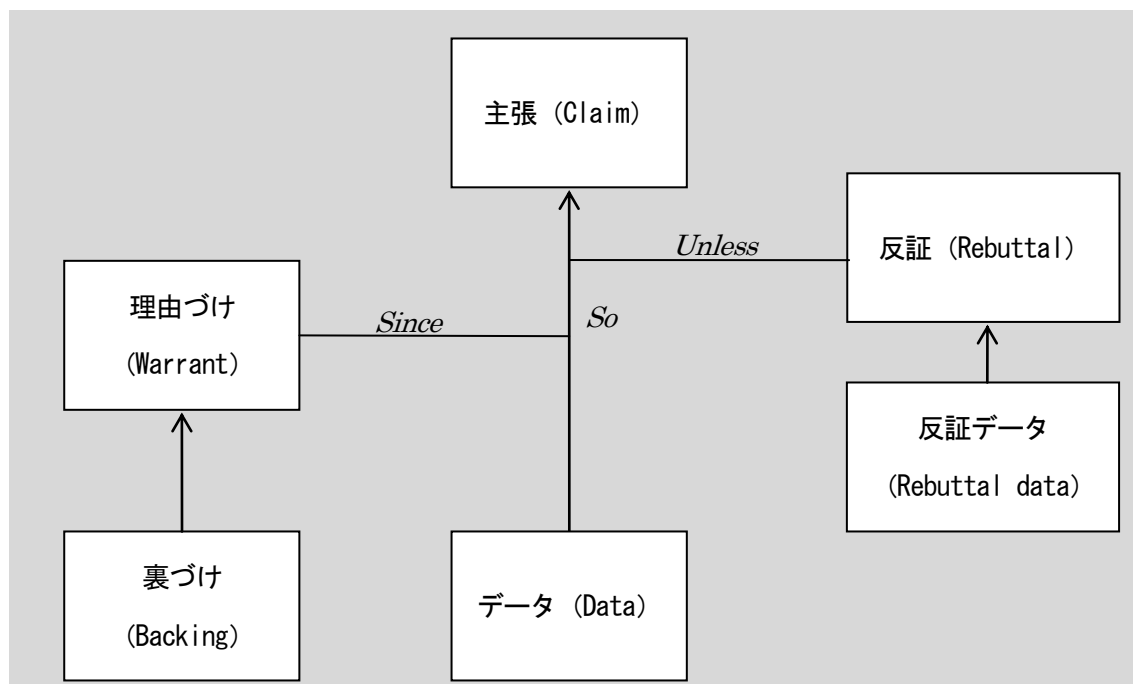 主張 (Claim)
Unless
反証 (Rebuttal)
理由づけ
(Warrant)
Since
So
反証データ
(Rebuttal data)
裏づけ
(Backing)
データ (Data)